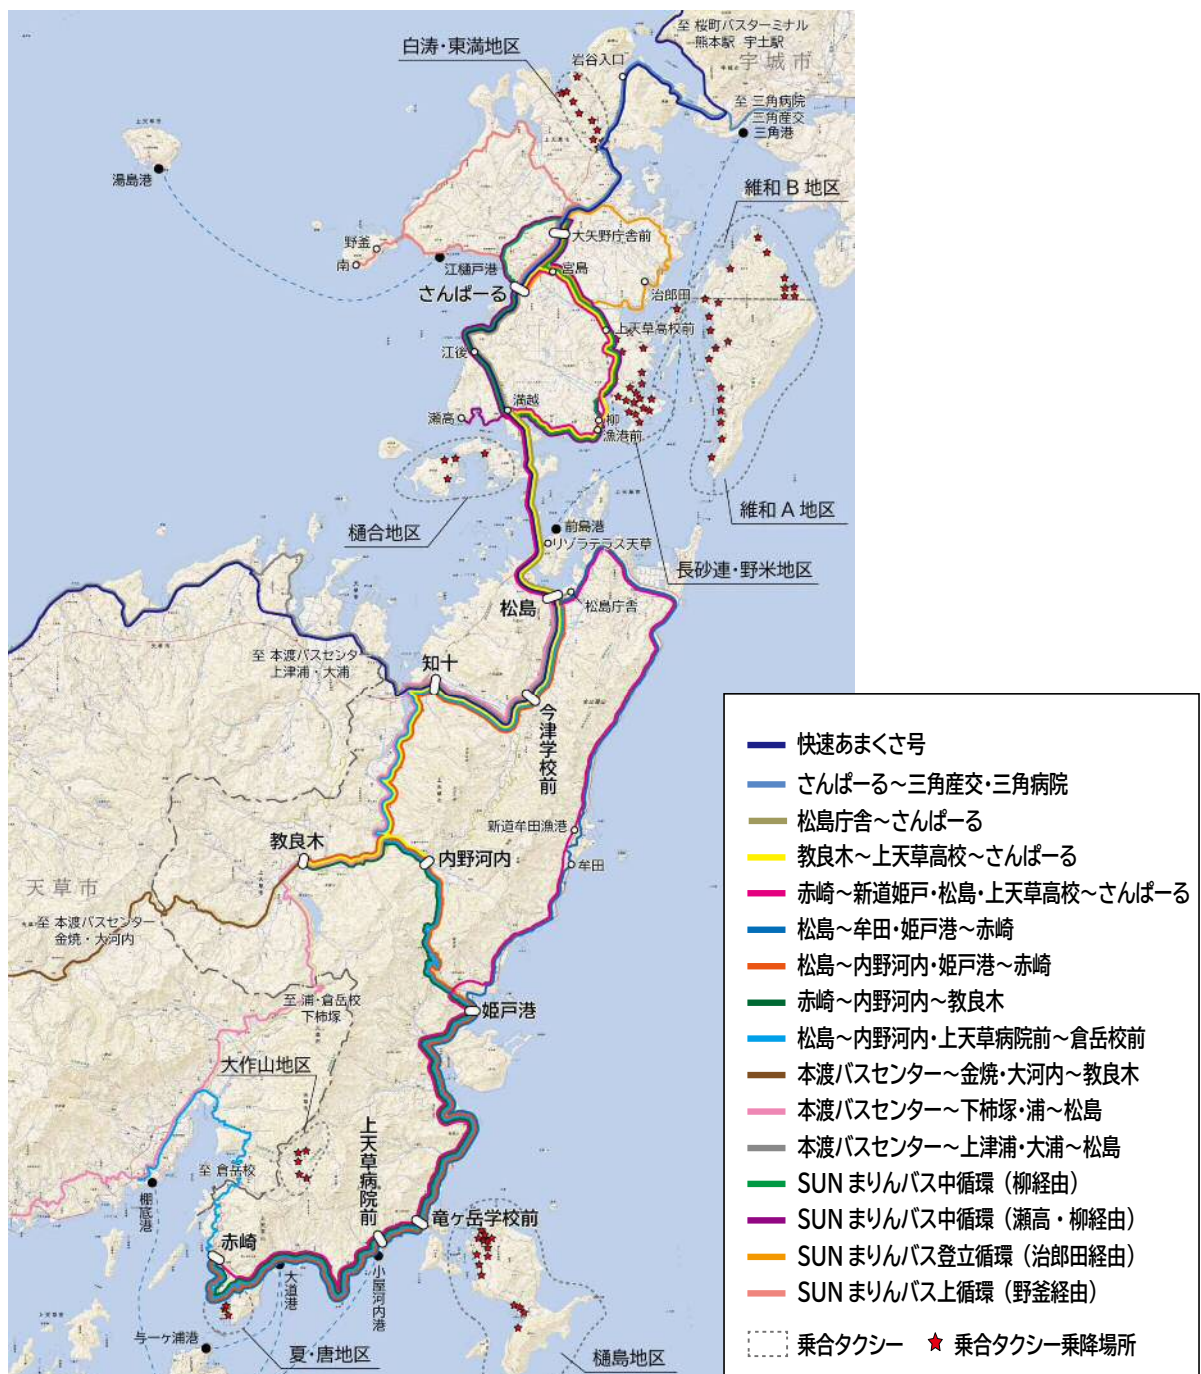 至 桜町バスターミナル
熊本駅 宇土駅
宇城市
白涛・東満地区
岩谷入口
至 三角病院
三角産交
三角港
湯島港
維和 B 地区
野釜
南
江樋戸港
大矢野庁舎前
宮島
さんぱーる
治郎田
上天草高校前
江後
満越
瀬高
柳
漁港前
維和 A 地区
樋合地区
前島港
リゾラテラス天草
長砂連・野米地区
松島
松島庁舎
至 本渡バスセンター
上津浦・大浦
知十
今津学校前
新道牟田漁港
教良木
内野河内
牟田
天草市
至 本渡バスセンター
金焼・大河内
至 浦・倉岳校
下柿塚
姫戸港
大作山地区
上天草病院前
至 倉岳校
棚底港
赤崎
竜ヶ岳学校前
大道港
小屋河内港
与一ヶ浦港
夏・唐地区
樋島地区
快速あまくさ号
さんぱーる～三角産交・三角病院
松島庁舎～さんぱーる
教良木～上天草高校～さんぱーる
赤崎～新道姫戸・松島・上天草高校～さんぱーる
松島～牟田・姫戸港～赤崎
松島～内野河内・姫戸港～赤崎
赤崎～内野河内～教良木
松島～内野河内・上天草病院前～倉岳校前
本渡バスセンター～金焼・大河内～教良木
本渡バスセンター～下柿塚・浦～松島
本渡バスセンター～上津浦・大浦～松島
SUN まりんバス中循環（柳経由）
SUN まりんバス中循環（瀬高・柳経由）
SUN まりんバス登立循環（治郎田経由）
SUN まりんバス上循環（野釜経由）
乗合タクシー ★ 乗合タクシー乗降場所